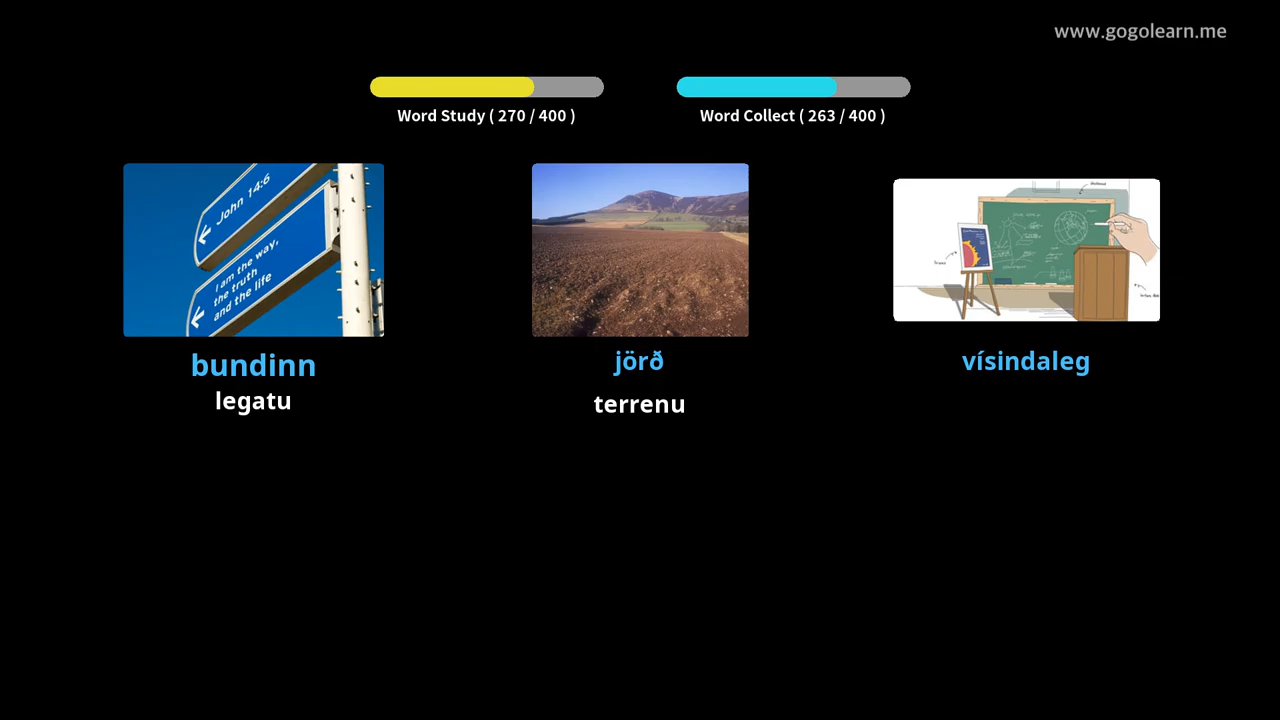 www.gogolearn.me
Word Study ( 270 / 400 )
Word Collect ( 263 / 400 )
John 14:6
I am the way,
the truth
and the life
bundinn
legatu
jörð
terrenu
vísindaleg